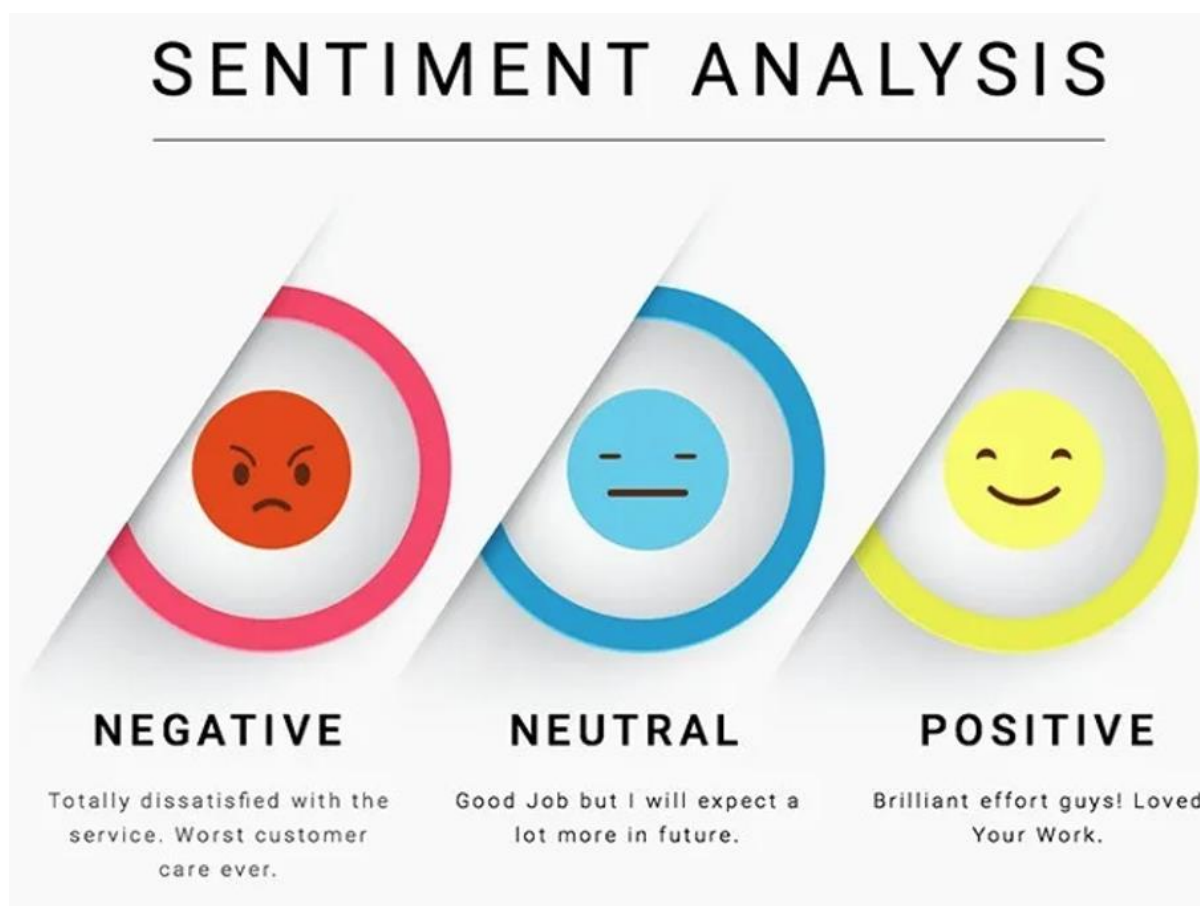 SENTIMENT ANALYSIS
NEGATIVE
Totally dissatisfied with the
service. Worst customer
care ever.
NEUTRAL
Good Job but I will expect a
lot more in future.
POSITIVE
Brilliant effort guys! Loved
Your Work.